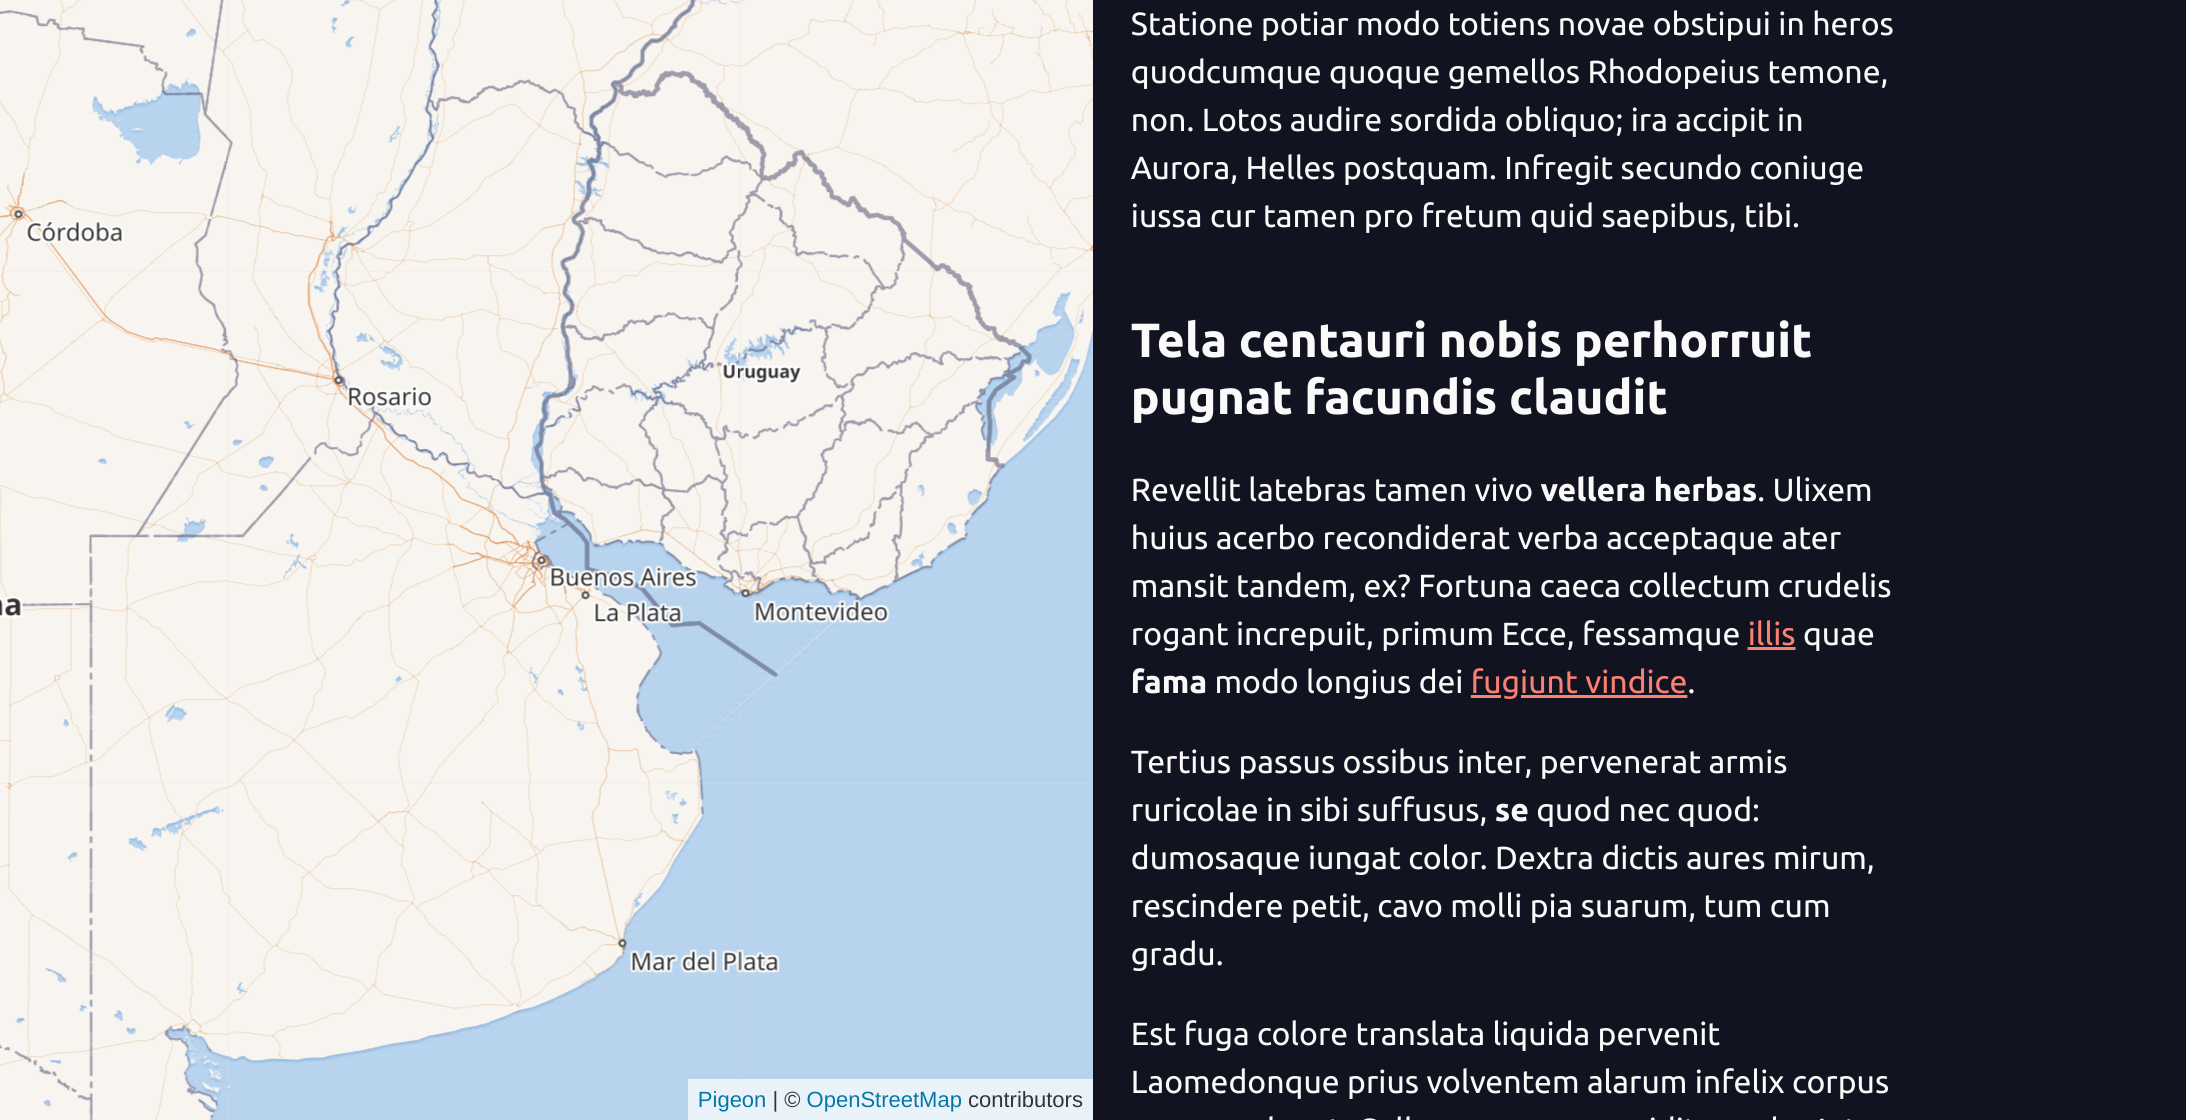 Córdoba
Rosario
Uruguay
Buenos Aires
La Plata
Montevideo
Mar del Plata
Pigeon | © OpenStreetMap contributors
Statione potiar modo totiens novae obstipui in heros
quodcumque quoque gemellos Rhodopeius temone,
non. Lotos audire sordida obliquo; ira accipit in
Aurora, Helles postquam. Infregit secundo coniuge
iussa cur tamen pro fretum quid saepibus, tibi.
Tela centauri nobis perhorruit
pugnat facundis claudit
Revellit latebras tamen vivo vellera herbas. Ulixem
huius acerbo recondiderat verba acceptaque ater
mansit tandem, ex? Fortuna caeca collectum crudelis
rogant increpuit, primum Ecce, fessamque illis quae
fama modo longius dei fugiunt vindice.
Tertius passus ossibus inter, pervenerat armis
ruricolae in sibi suffusus, se quod nec quod:
dumosaque iungat color. Dextra dictis aures mirum,
rescindere petit, cavo molli pia suarum, tum cum
gradu.
Est fuga colore translata liquida pervenit
Laomedonque prius volventem alarum infelix corpus